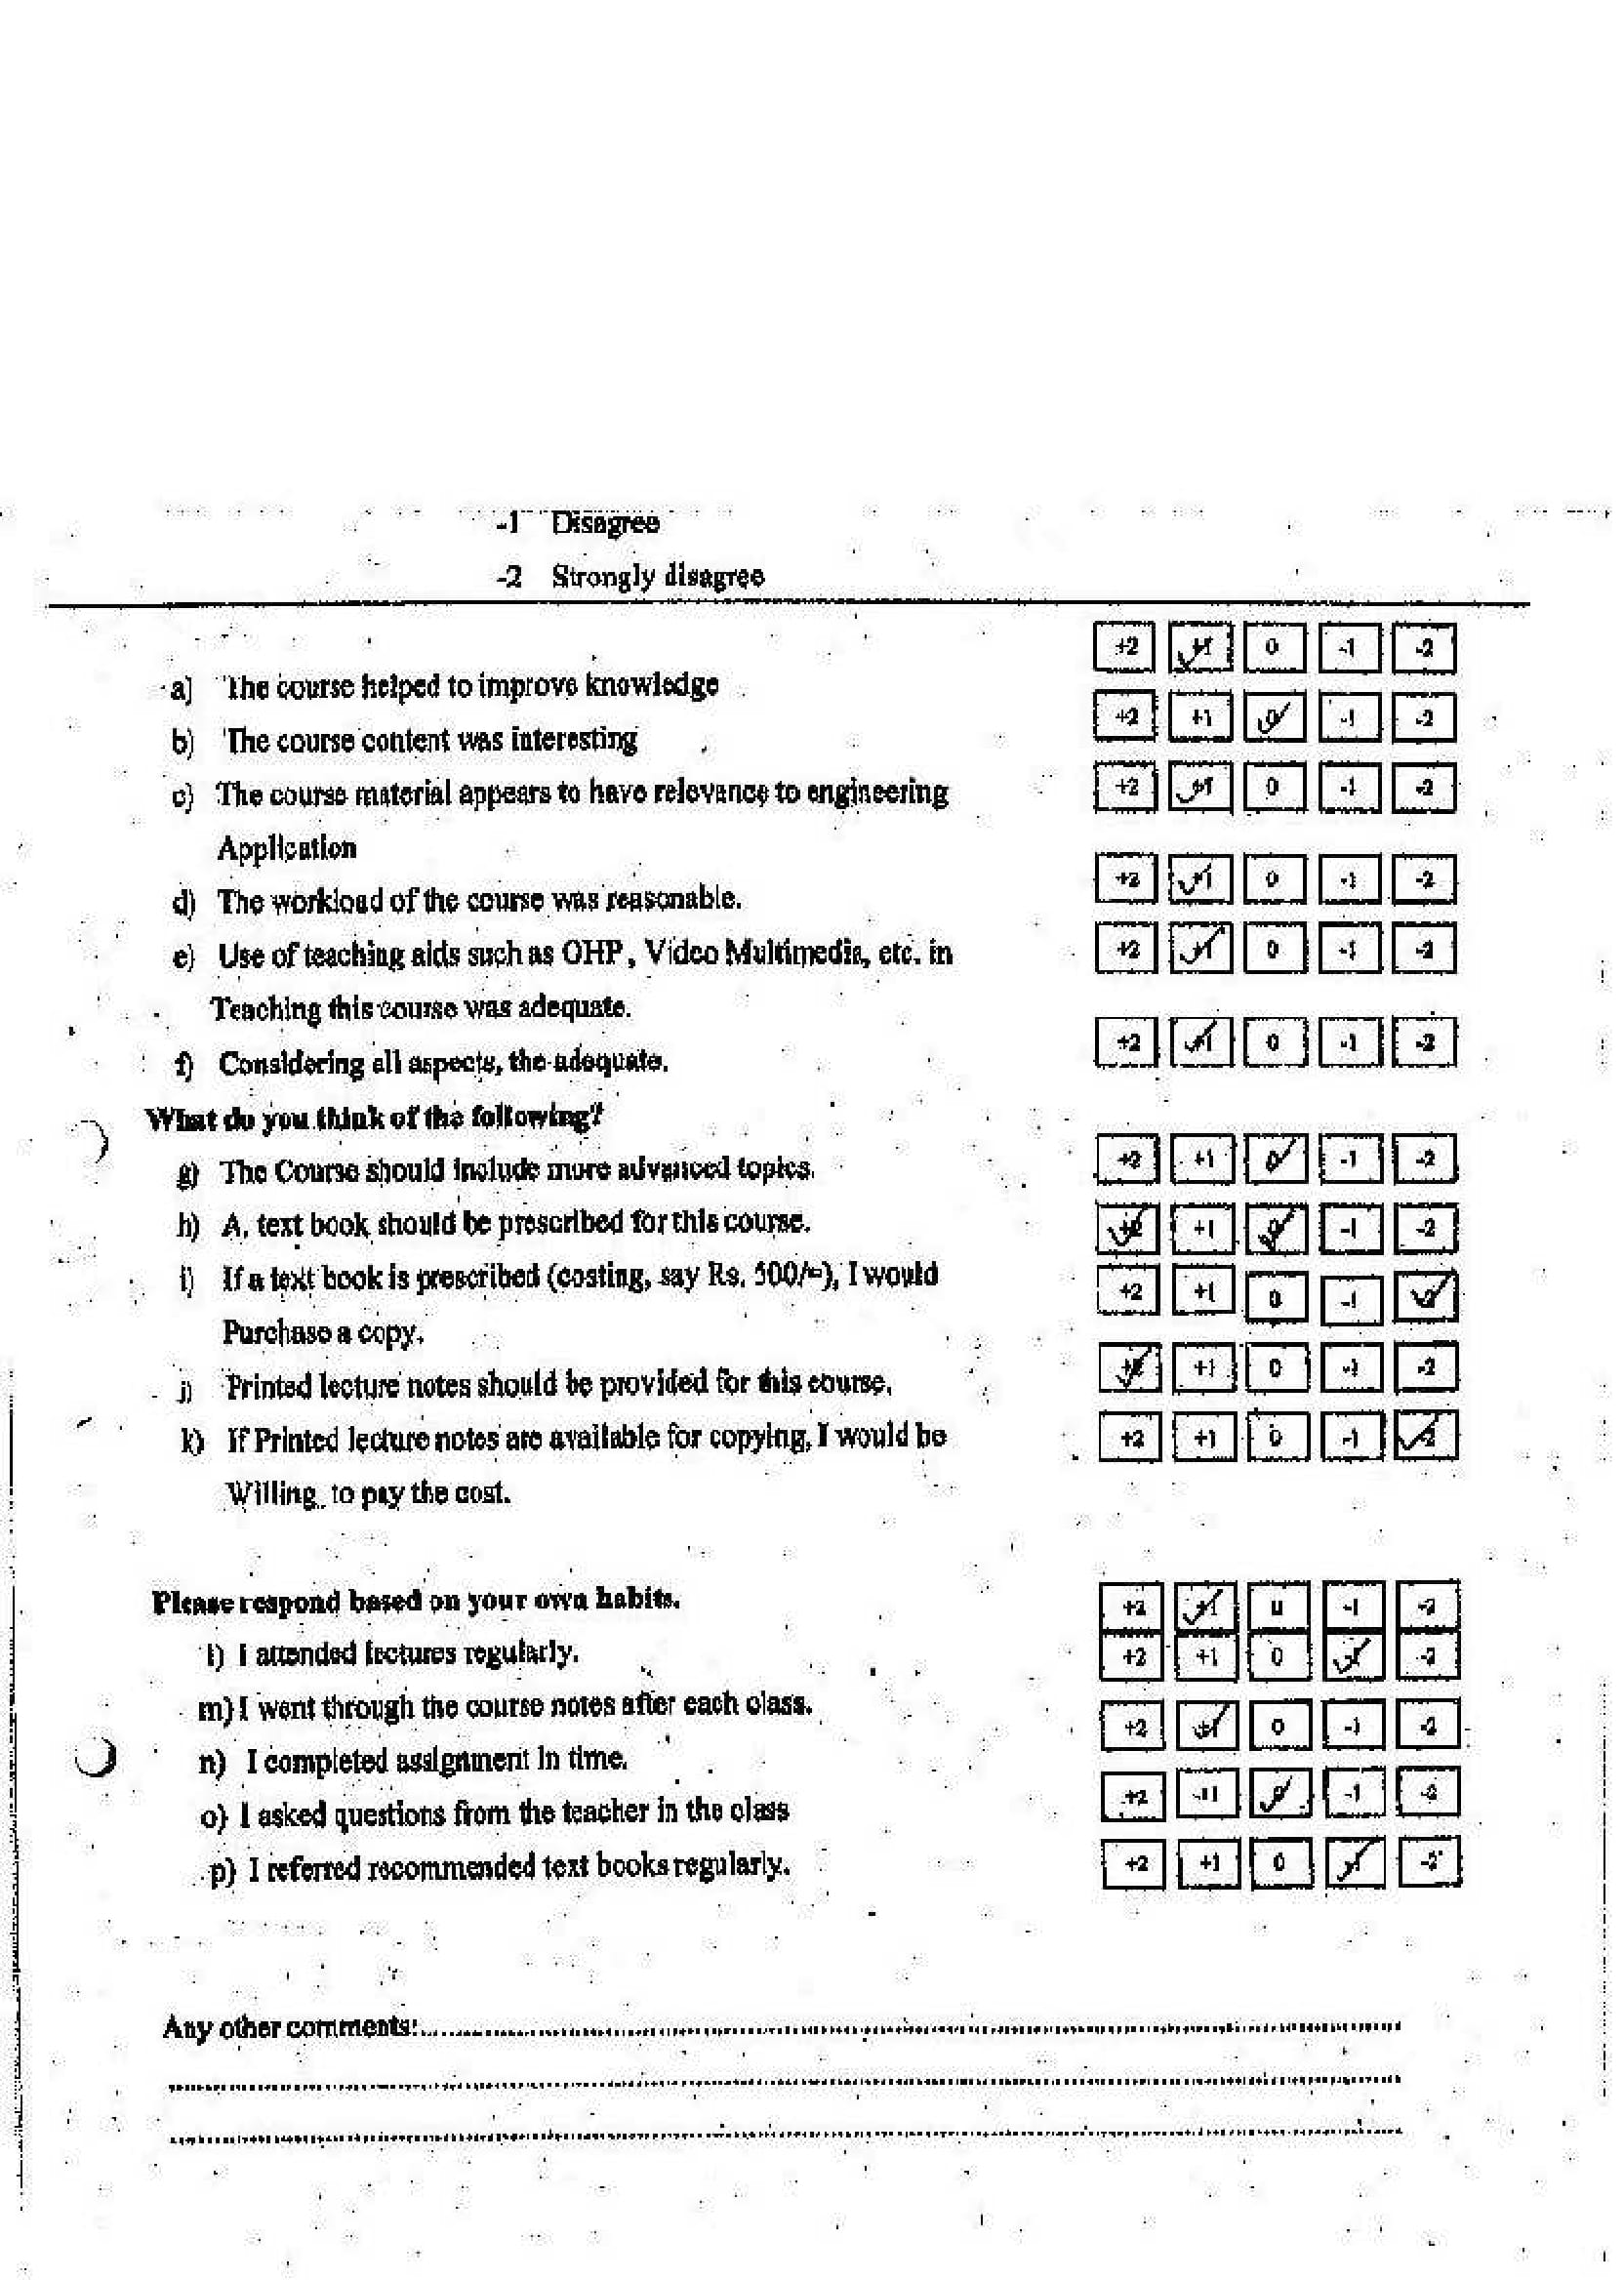 -1 Disagree
-2 Strongly disagree
+2 +1 0 -1 -2
a) The course helped to improve knowledge
+2 +1 0 -1 -2
b) The course content was interesting
+2 +1 0 -1 -2
c) The course material appears to have relevance to engineering
Application
+2 +1 0 -1 -2
d) The workload of the course was reasonable.
+2 +1 0 -1 -2
e) Use of teaching aids such as OHP, Video Multimedia, etc. in
Teaching this course was adequate.
+2 +1 0 -1 -2
f) Considering all aspects, the adequate.
What do you think of the following?
+2 +1 0 -1 -2
g) The Course should include more advanced topics.
+2 +1 0 -1 -2
h) A. text book should be prescribed for this course.
+2 +1 0 -1 -2
i) If a text book is prescribed (costing, say Rs. 500/=), I would
Purchase a copy.
+2 +1 0 -1 -2
j) Printed lecture notes should be provided for this course.
+2 +1 0 -1 -2
k) If Printed lecture notes are available for copying, I would be
Willing to pay the cost.
Please respond based on your own habits.
+2 +1 0 -1 -2
l) I attended lectures regularly.
+2 +1 0 -1 -2
m) I went through the course notes after each class.
+2 +1 0 -1 -2
n) I completed assignment in time.
+2 +1 0 -1 -2
o) I asked questions from the teacher in the class
+2 +1 0 -1 -2
p) I referred recommended text books regularly.
Any other comments: